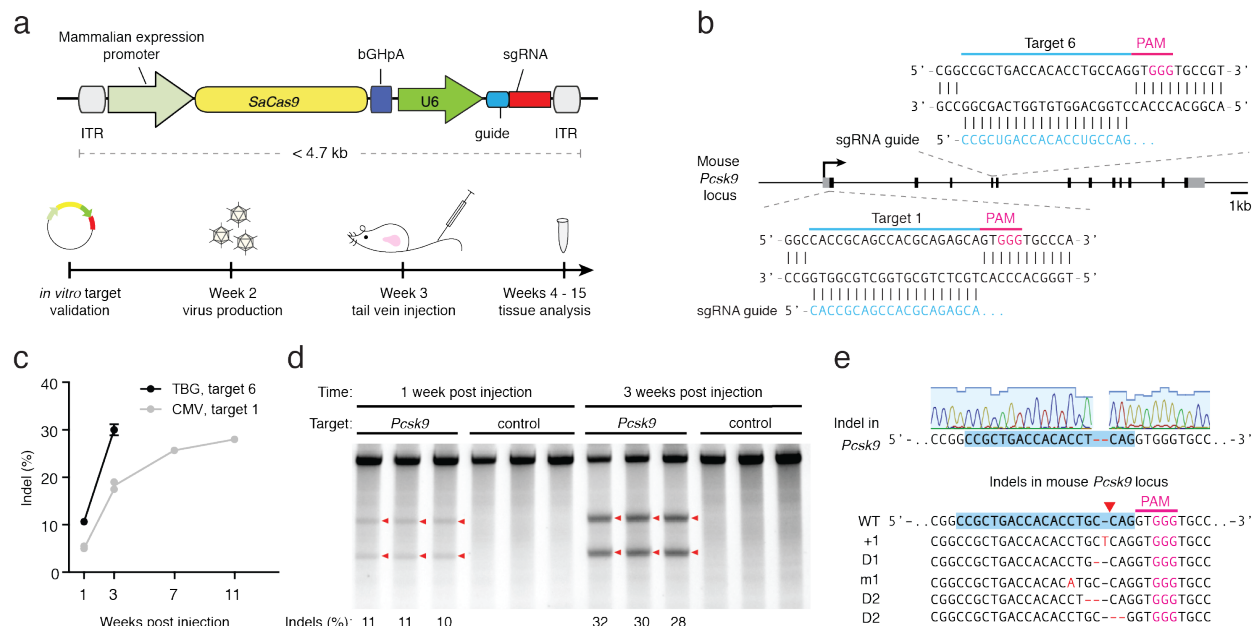 a
Mammalian expression
promoter
bGHpA
sgRNA
SaCas9
U6
ITR
guide
ITR
< 4.7 kb
in vitro target
validation
Week 2
virus production
Week 3
tail vein injection
Weeks 4 - 15
tissue analysis
b
Target 6
PAM
5' -CGGCCGCTGACCACACCTGCCAGGTGGGTGCCGT-3'
3' -GCCGGCGACTGGTGTGGACGGTCCACCCACGGCA-5'
sgRNA guide
5' -CCGCUGACCACACCUGCCAG...
Mouse
Pcsk9
locus
1kb
Target 1
PAM
5' -GGCCACCGCAGCCACGCAGAGCAGTGGGTGCCCA-3'
3' -CCGGTGGCGTCGGTGCGTCTCGTCACCCACGGGT-5'
sgRNA guide 5' -CACCGCAGCCACGCAGAGCA...
c
40
30
20
10
0
Indel (%)
TBG, target 6
CMV, target 1
1 3 7 11
Weeks post injection
d
Time: 1 week post injection 3 weeks post injection
Target: Pcsk9 control Pcsk9 control
Indels (%): 11 11 10 32 30 28
e
Indel in
Pcsk9
5' -..CCGGCCGCTGACCACACCT--CAGGTGGGTGCC..-3'
Indels in mouse Pcsk9 locus
PAM
WT 5' -..CGGCCGCTGACCACACCTGC-CAGGTGGGTGCC..-3'
+1 CGGCCGCTGACCACACCTGCTCAGGTGGGTGCC
D1 CGGCCGCTGACCACACCTG--CAGGTGGGTGCC
m1 CGGCCGCTGACCACACATGC-CAGGTGGGTGCC
D2 CGGCCGCTGACCACACCT---CAGGTGGGTGCC
D2 CGGCCGCTGACCACACCTGC---GGTGGGTGCC